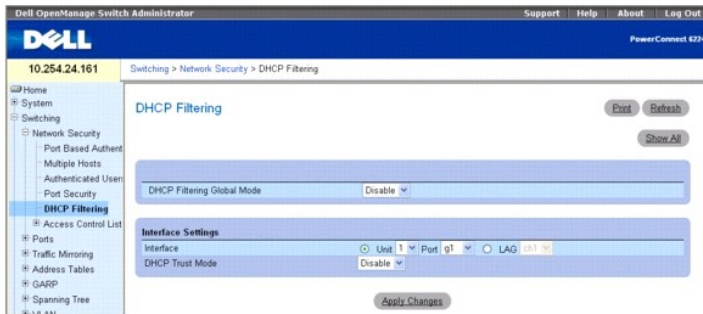 Dell OpenManage Switch Administrator
Support Help About Log Out
DELL
PowerConnect 6224
10.254.24.161
Switching > Network Security > DHCP Filtering
Home
System
Switching
Network Security
Port Based Authent
Multiple Hosts
Authenticated User
Port Security
DHCP Filtering
Access Control List
Ports
Traffic Mirroring
Address Tables
GARP
Spanning Tree
VLAN
DHCP Filtering
Print Refresh
Show All
DHCP Filtering Global Mode Disable
Interface Settings
Interface Unit 1 Port g1 LAG ch1
DHCP Trust Mode Disable
Apply Changes